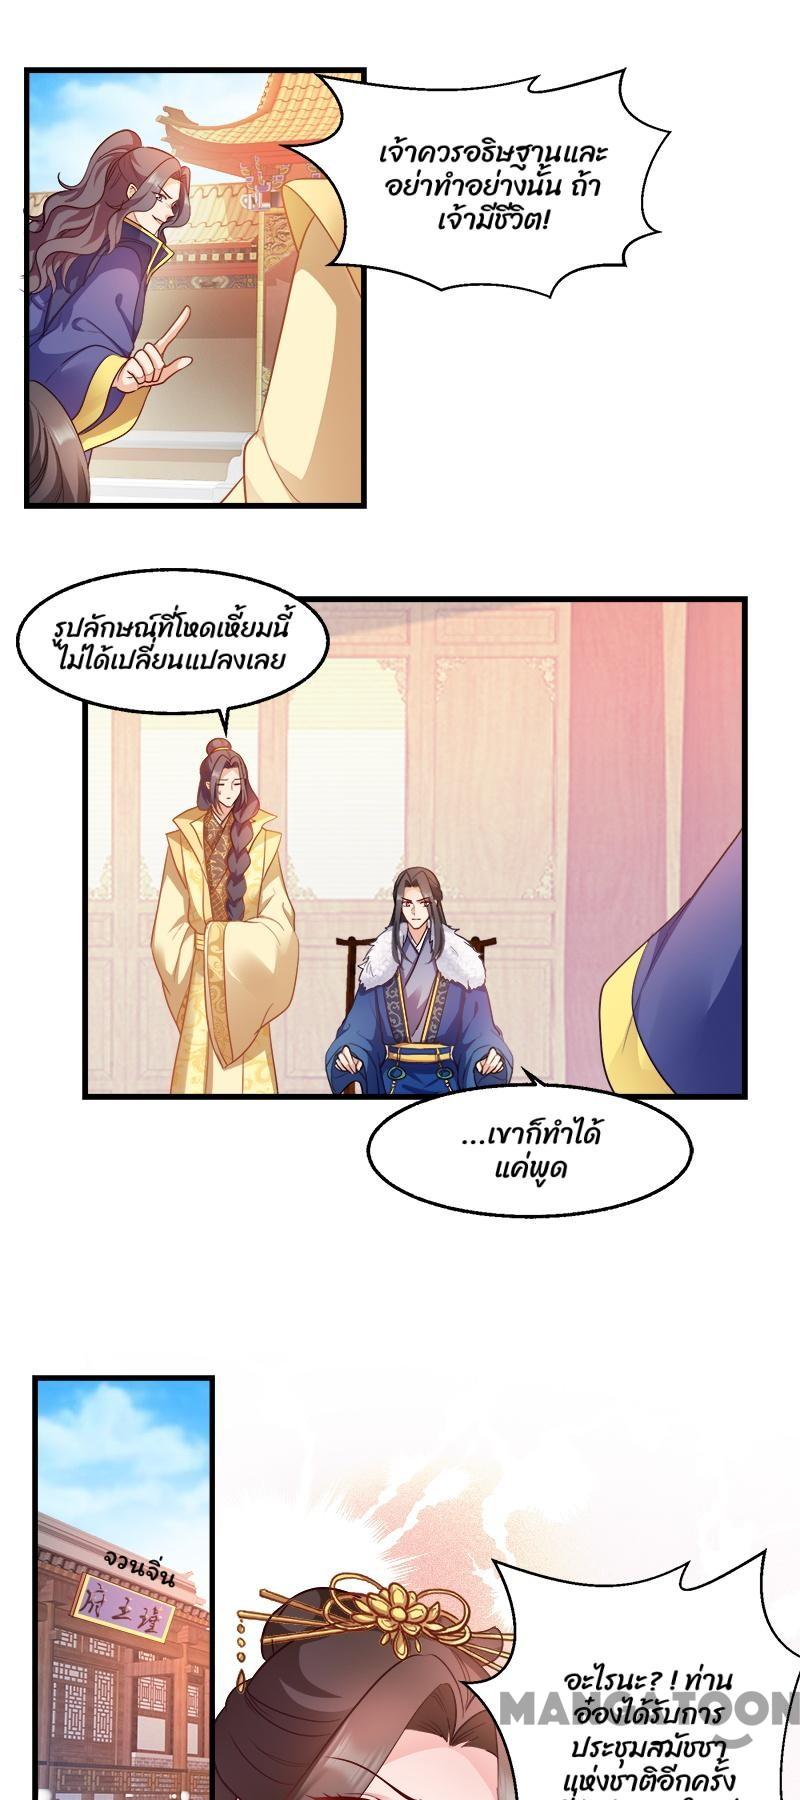 เจ้าควรอธิษฐานและ
อย่าทำอย่างนั้น ถ้า
เจ้ามีชีวิต!
รูปลักษณ์ที่โหดเหี้ยมนี้
ไม่ได้เปลี่ยนแปลงเลย
...เขาก็ทำได้
แค่พูด
จวนจิ่น
府王瑾
อะไรนะ?! ท่าน
อ๋องได้รับการ
ประชุมสมัชชา
แห่งชาติอีกครั้ง
MANGATOON